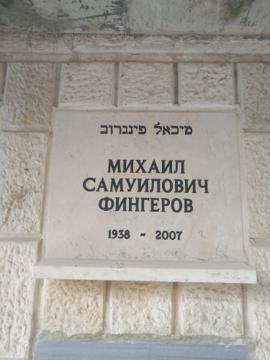 מיכאל פינגרוב
МИХАИЛ
САМУИЛОВИЧ
ФИНГЕРОВ
1938 - 2007